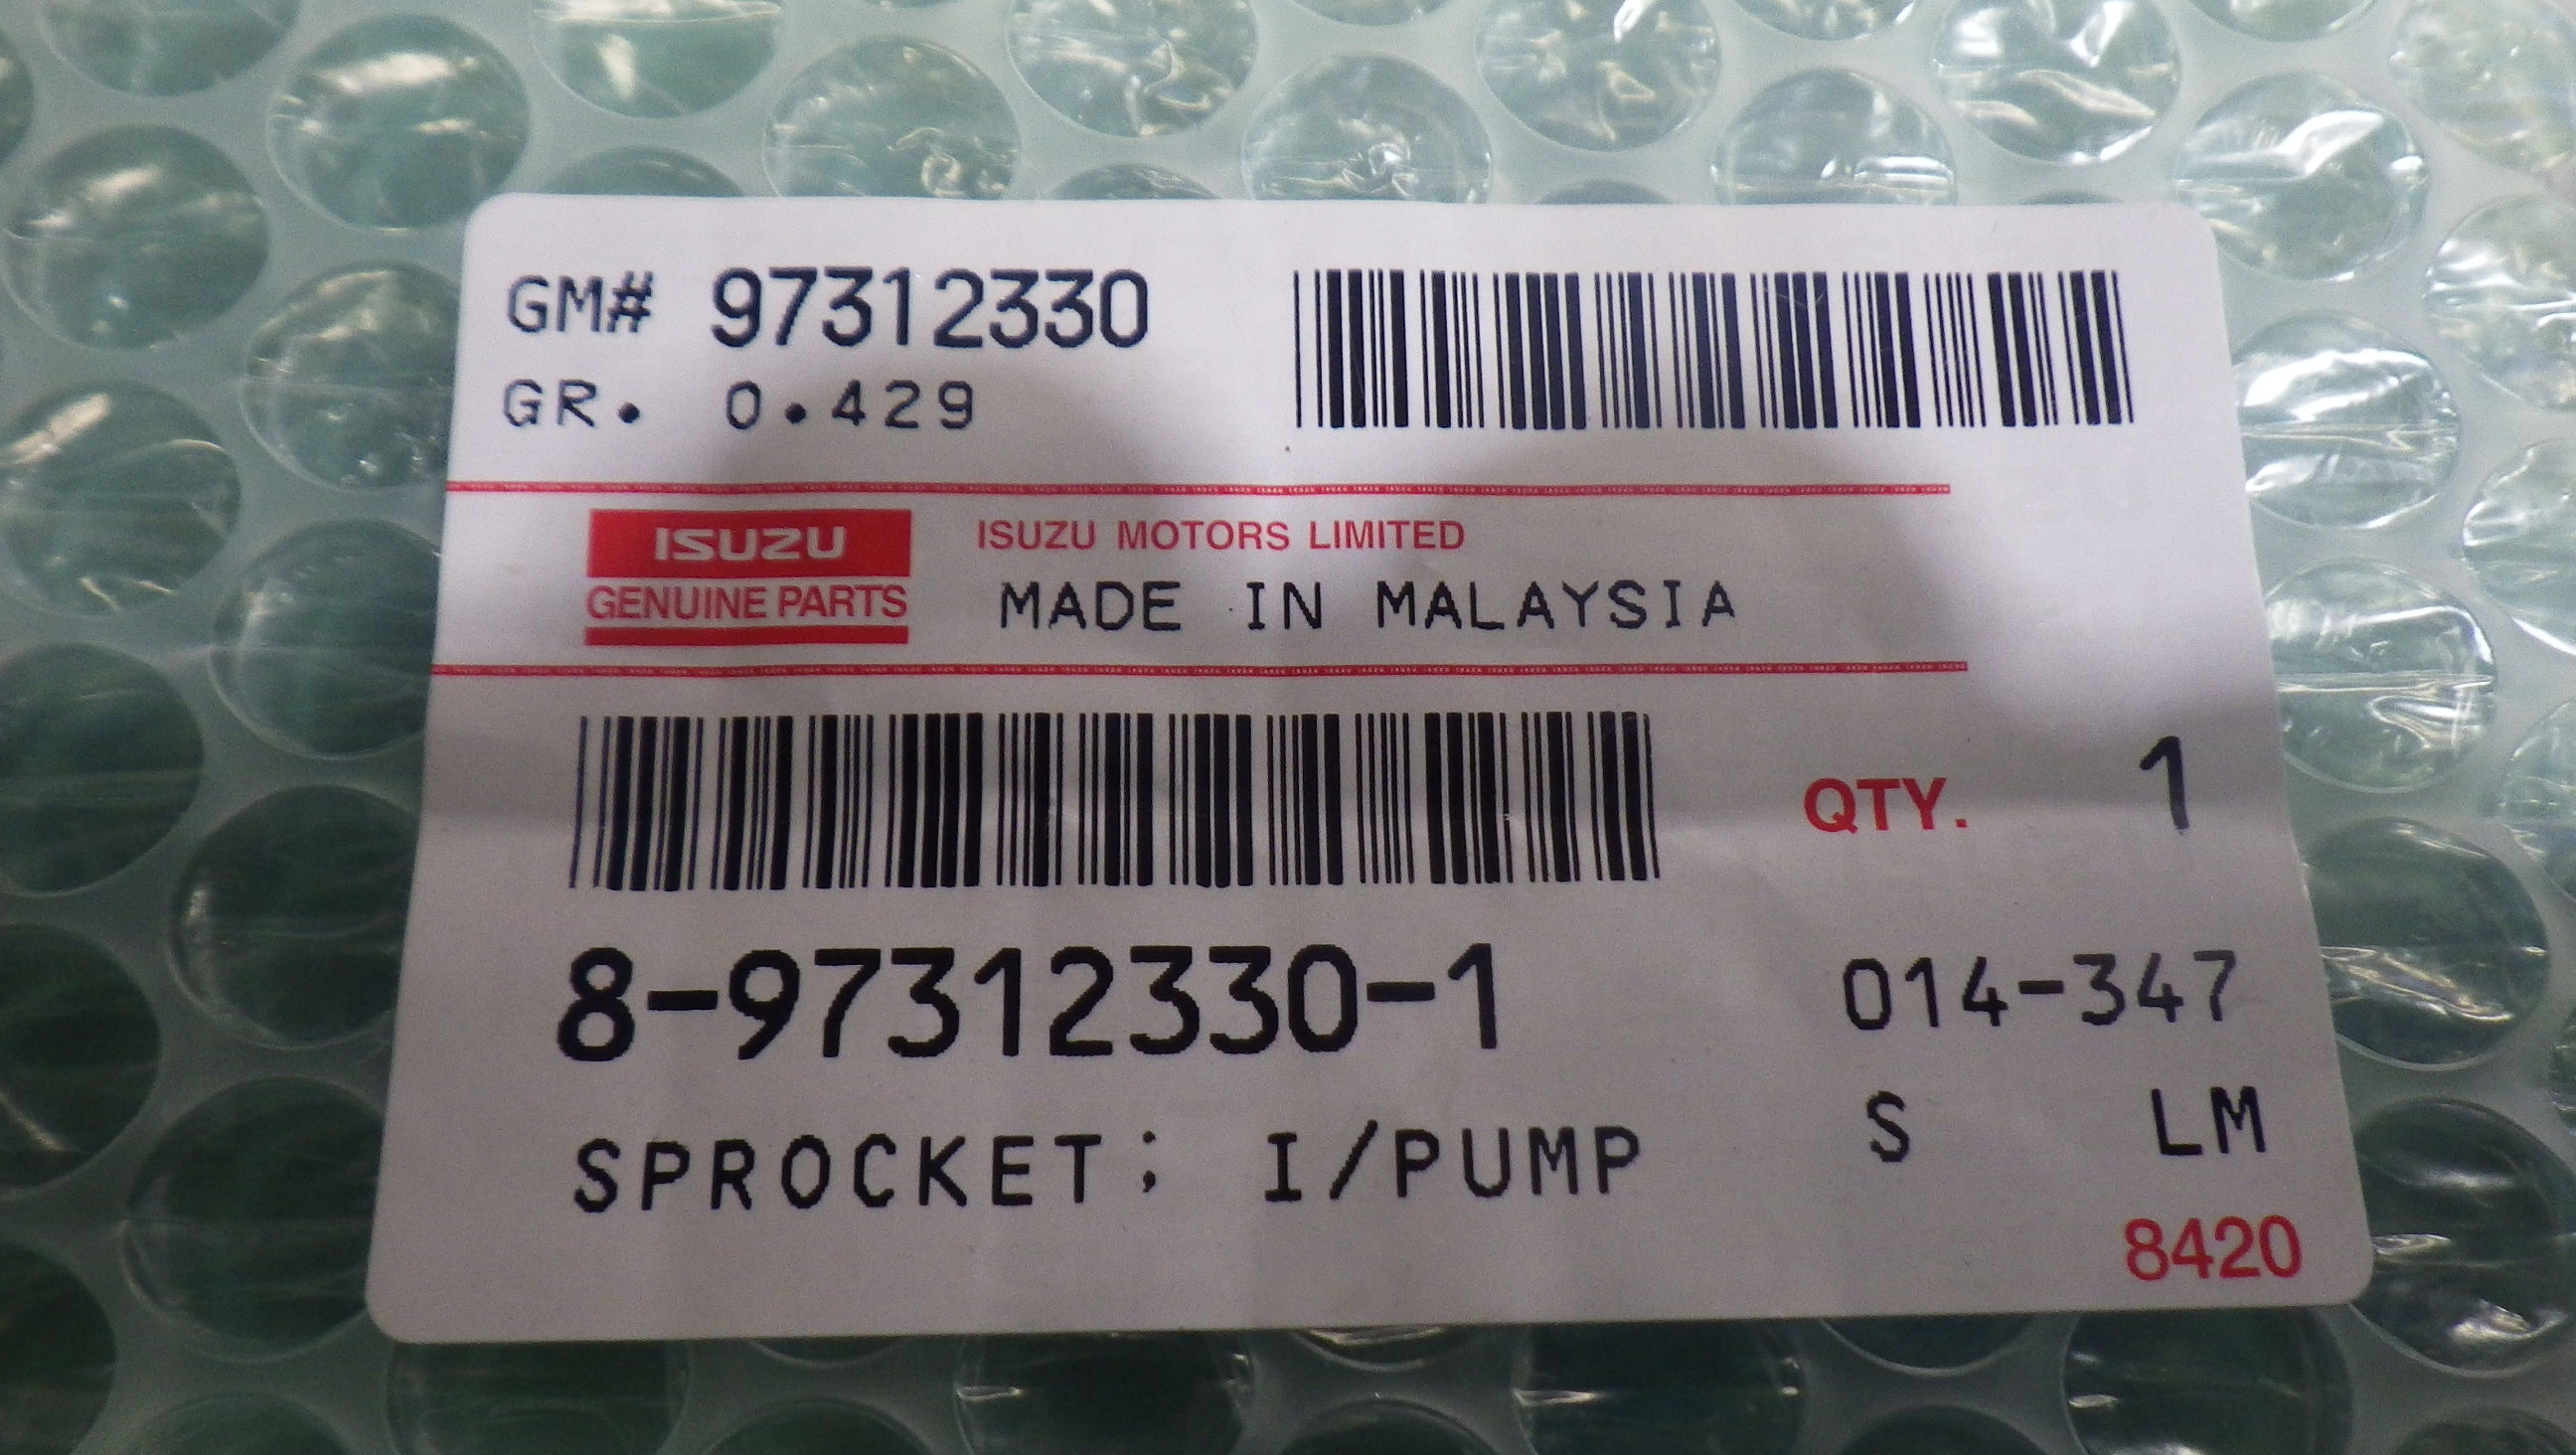 GM# 97312330
GR. 0.429
ISUZU
GENUINE PARTS
ISUZU MOTORS LIMITED
MADE IN MALAYSIA
QTY. 1
8-97312330-1
014-347
SPROCKET; I/PUMP
S LM
8420